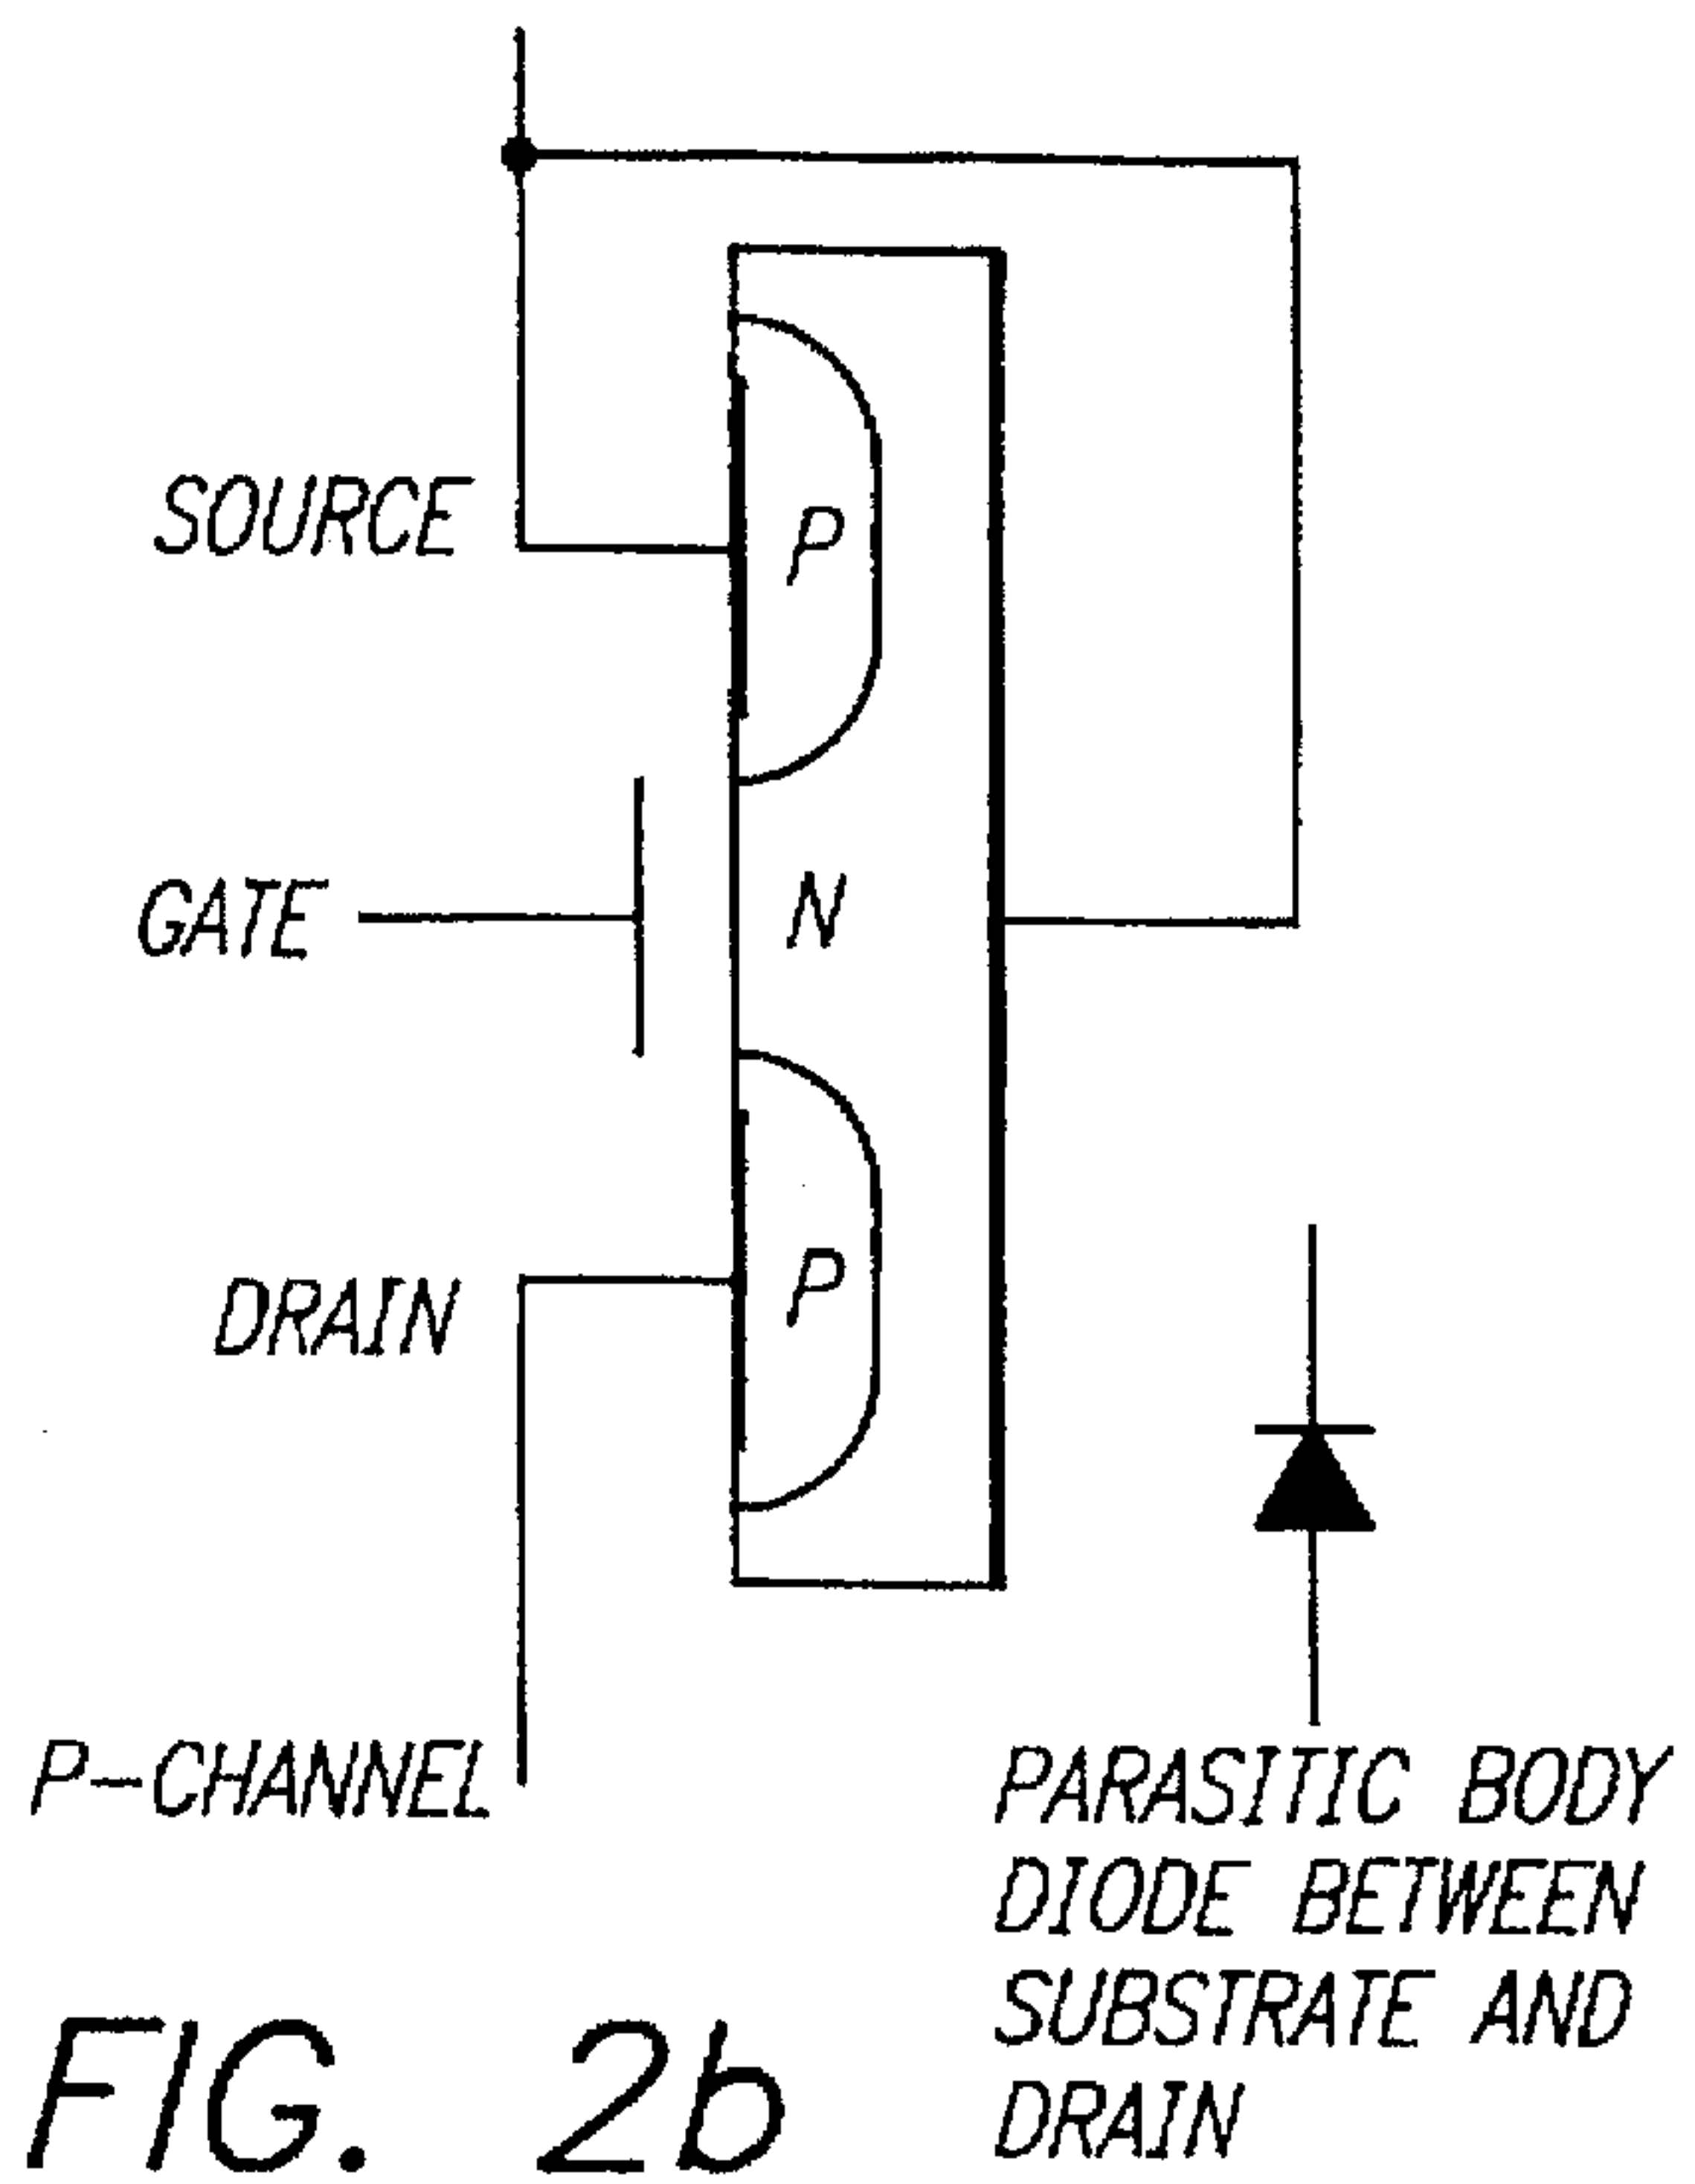 SOURCE
P
GATE
N
DRAIN
P
P-CHANNEL
PARASITIC BODY
DIODE BETWEEN
SUBSTRATE AND
DRAIN
FIG. 2b